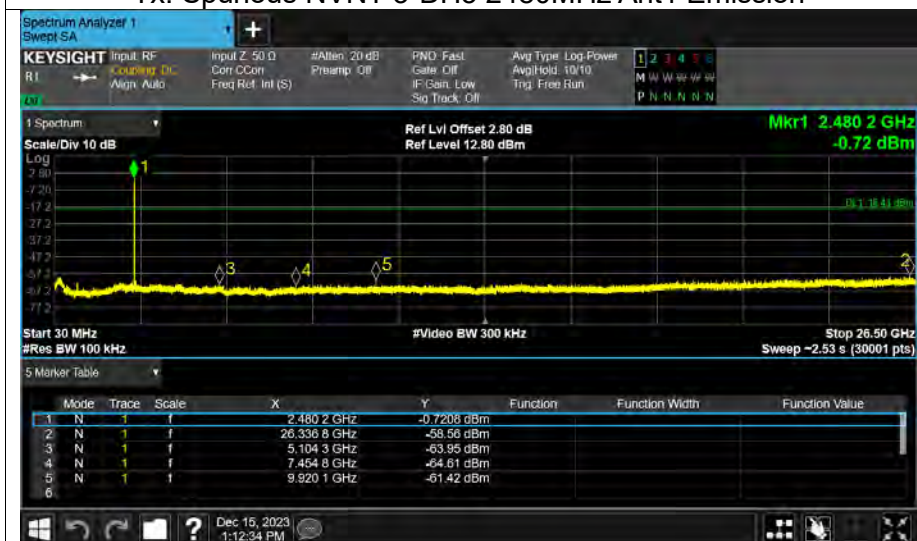 Tx. Spurious NVNT 3-DH5 2480MHz Ant1 Emission
Spectrum Analyzer 1
Swept SA
+
KEYSIGHT Input: RF Input Z: 50 Ω #Atten: 20 dB PNO: Fast Avg Type: Log-Power 1 2 3 4 5 6
R1 Coupling: DC Corr CCorr Preamp: Off Gate: Off Avg|Hold: 10/10 M W W W W W
Align: Auto Freq Ref: Int (S) IF Gain: Low Trig: Free Run
Sig Track: Off P N N N N N
1 Spectrum Ref Lvl Offset 2.80 dB Mkr1 2.480 2 GHz
Scale/Div 10 dB Ref Level 12.80 dBm -0.72 dBm
Log
2.80
-7.20
-17.2
-27.2
-37.2
-47.2
-57.2
-67.2
-77.2
1
3
4
5
2
Start 30 MHz #Video BW 300 kHz Stop 26.50 GHz
#Res BW 100 kHz Sweep ~2.53 s (30001 pts)
5 Marker Table
Mode Trace Scale X Y Function Function Width Function Value
1 N 1 f 2.480 2 GHz -0.7208 dBm
2 N 1 f 26.336 8 GHz -58.56 dBm
3 N 1 f 5.104 3 GHz -63.95 dBm
4 N 1 f 7.454 8 GHz -64.61 dBm
5 N 1 f 9.920 1 GHz -61.42 dBm
6
? Dec 15, 2023
1:12:34 PM